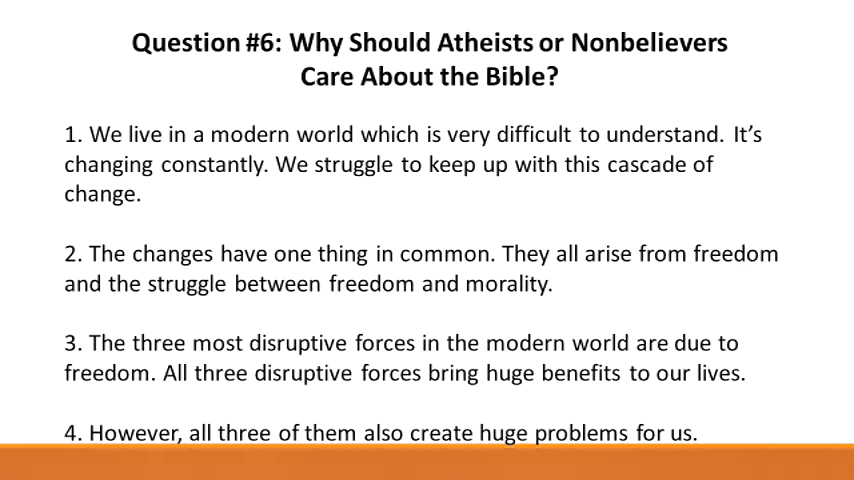 Question #6: Why Should Atheists or Nonbelievers
Care About the Bible?
1. We live in a modern world which is very difficult to understand. It’s
changing constantly. We struggle to keep up with this cascade of
change.
2. The changes have one thing in common. They all arise from freedom
and the struggle between freedom and morality.
3. The three most disruptive forces in the modern world are due to
freedom. All three disruptive forces bring huge benefits to our lives.
4. However, all three of them also create huge problems for us.